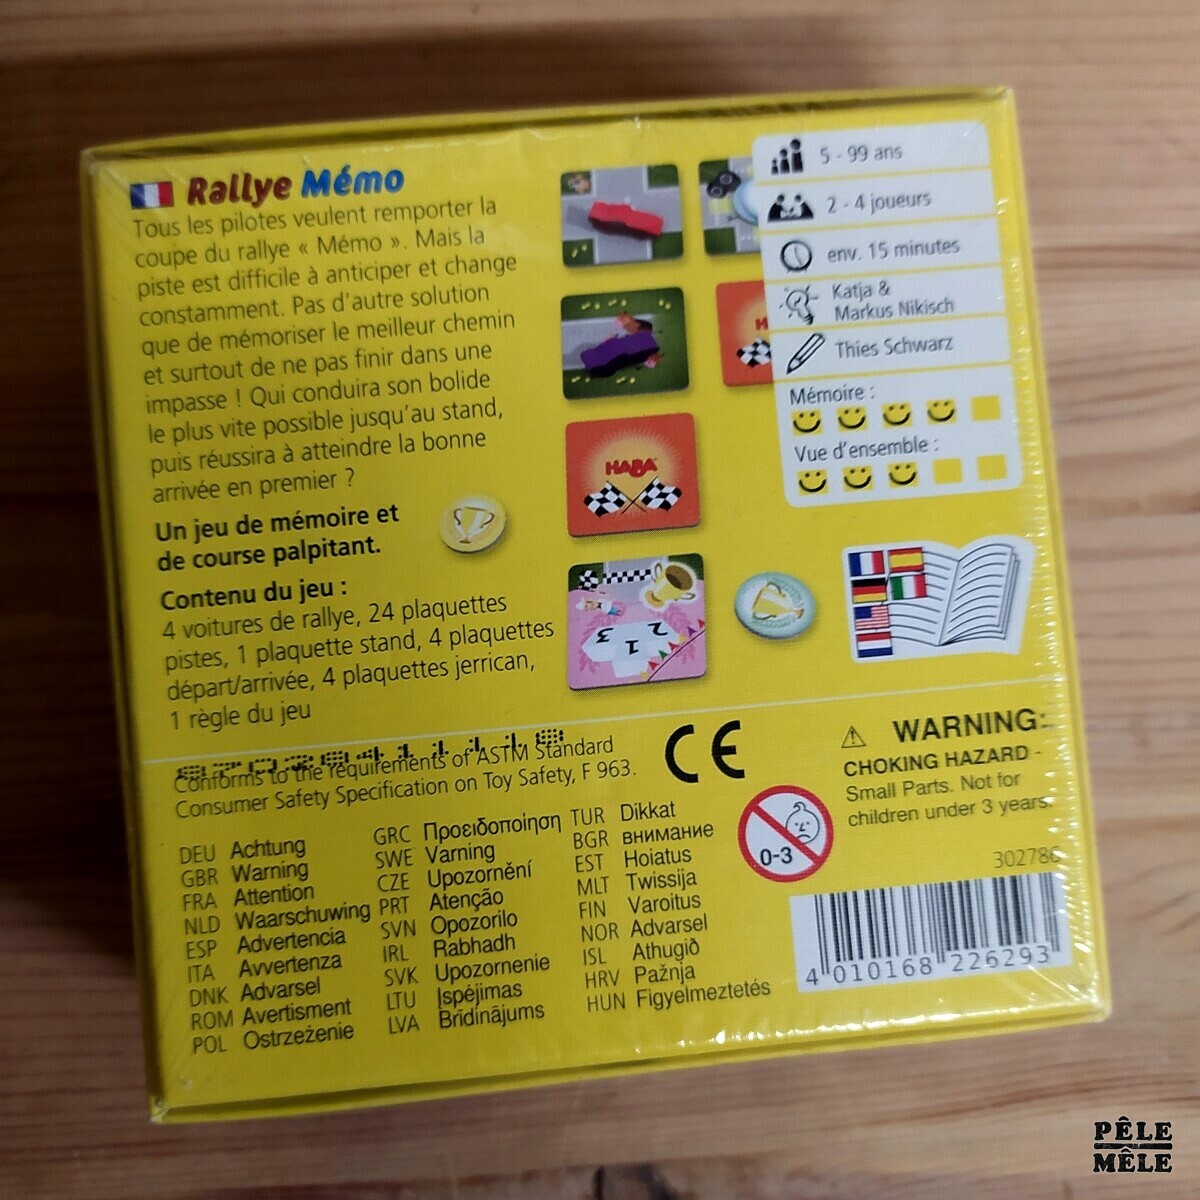 Rallye Mémo
Tous les pilotes veulent remporter la
coupe du rallye « Mémo ». Mais la
piste est difficile à anticiper et change
constamment. Pas d'autre solution
que de mémoriser le meilleur chemin
et surtout de ne pas finir dans une
impasse ! Qui conduira son bolide
le plus vite possible jusqu'au stand,
puis réussira à atteindre la bonne
arrivée en premier ?
Un jeu de mémoire et
de course palpitant.
Contenu du jeu :
4 voitures de rallye, 24 plaquettes
pistes, 1 plaquette stand, 4 plaquettes
départ/arrivée, 4 plaquettes jerrican,
1 règle du jeu
5 - 99 ans
2 - 4 joueurs
env. 15 minutes
Katja &
Markus Nikisch
Thies Schwarz
Mémoire :
Vue d'ensemble :
H
HABA
3 1 2
Conforms to the requirements of ASTM Standard
Consumer Safety Specification on Toy Safety, F 963.
CE
WARNING:
CHOKING HAZARD -
Small Parts. Not for
children under 3 years.
0-3
DEU Achtung
GBR Warning
FRA Attention
NLD Waarschuwing
ESP Advertencia
ITA Avvertenza
DNK Advarsel
ROM Avertisment
POL Ostrzeżenie
GRC Προειδοποίηση
SWE Varning
CZE Upozornění
PRT Atenção
SVN Opozorilo
IRL Rabhadh
SVK Upozornenie
LTU Įspėjimas
LVA Brīdinājums
TUR Dikkat
BGR внимание
EST Hoiatus
MLT Twissija
FIN Varoitus
NOR Advarsel
ISL Athugið
HRV Pažnja
HUN Figyelmeztetés
302786
4 010168 226293
PÊLE
MÊLE